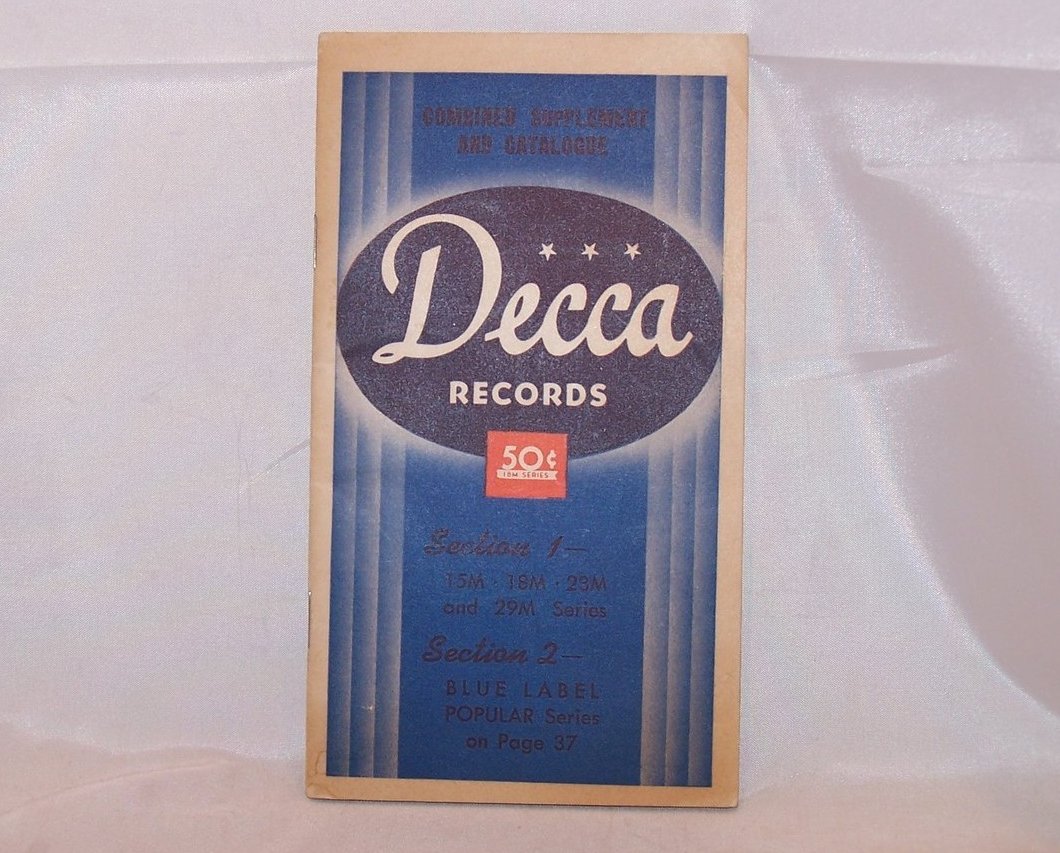 COMBINED SUPPLEMENT
AND CATALOGUE
Decca
RECORDS
50¢
18M SERIES
Section 1—
15M · 18M · 23M
and 29M Series
Section 2—
BLUE LABEL
POPULAR Series
on Page 37